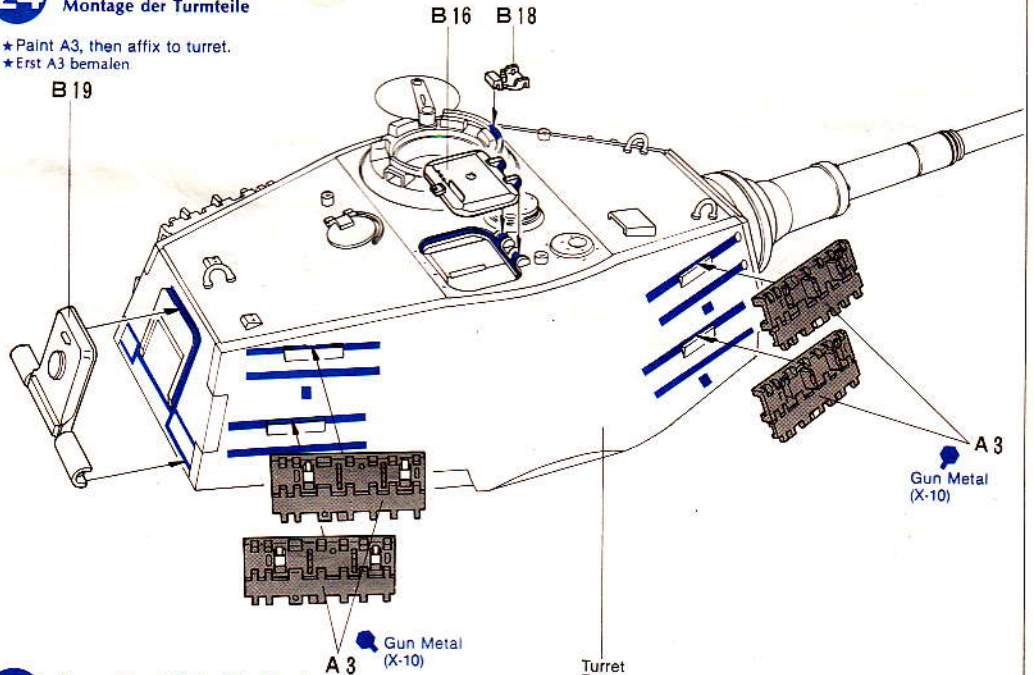 24
Montage der Turmteile
★Paint A3, then affix to turret.
★Erst A3 bemalen
B19
B16
B18
A3
Gun Metal
(X-10)
A3
Gun Metal
(X-10)
Turret